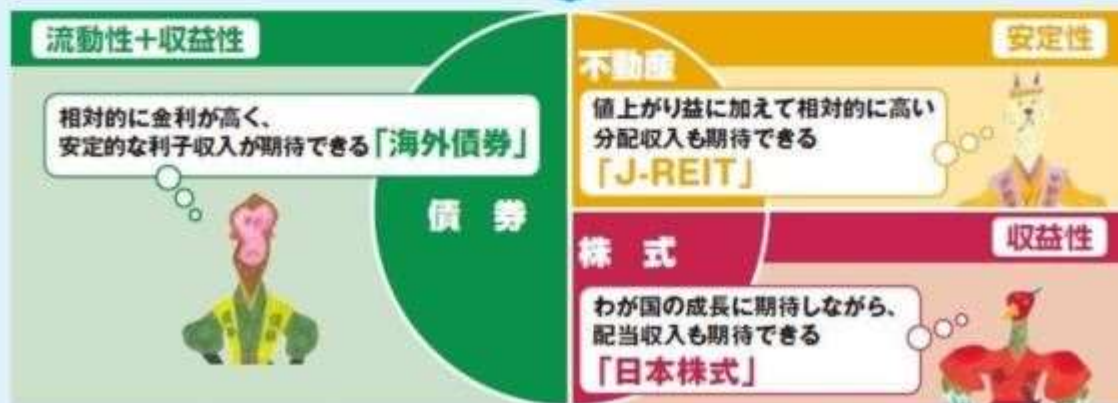 流動性+収益性
相対的に金利が高く、
安定的な利子収入が期待できる「海外債券」
債 券
不動産
安定性
値上がり益に加えて相対的に高い
分配収入も期待できる
「J-REIT」
株 式
収益性
わが国の成長に期待しながら、
配当収入も期待できる
「日本株式」